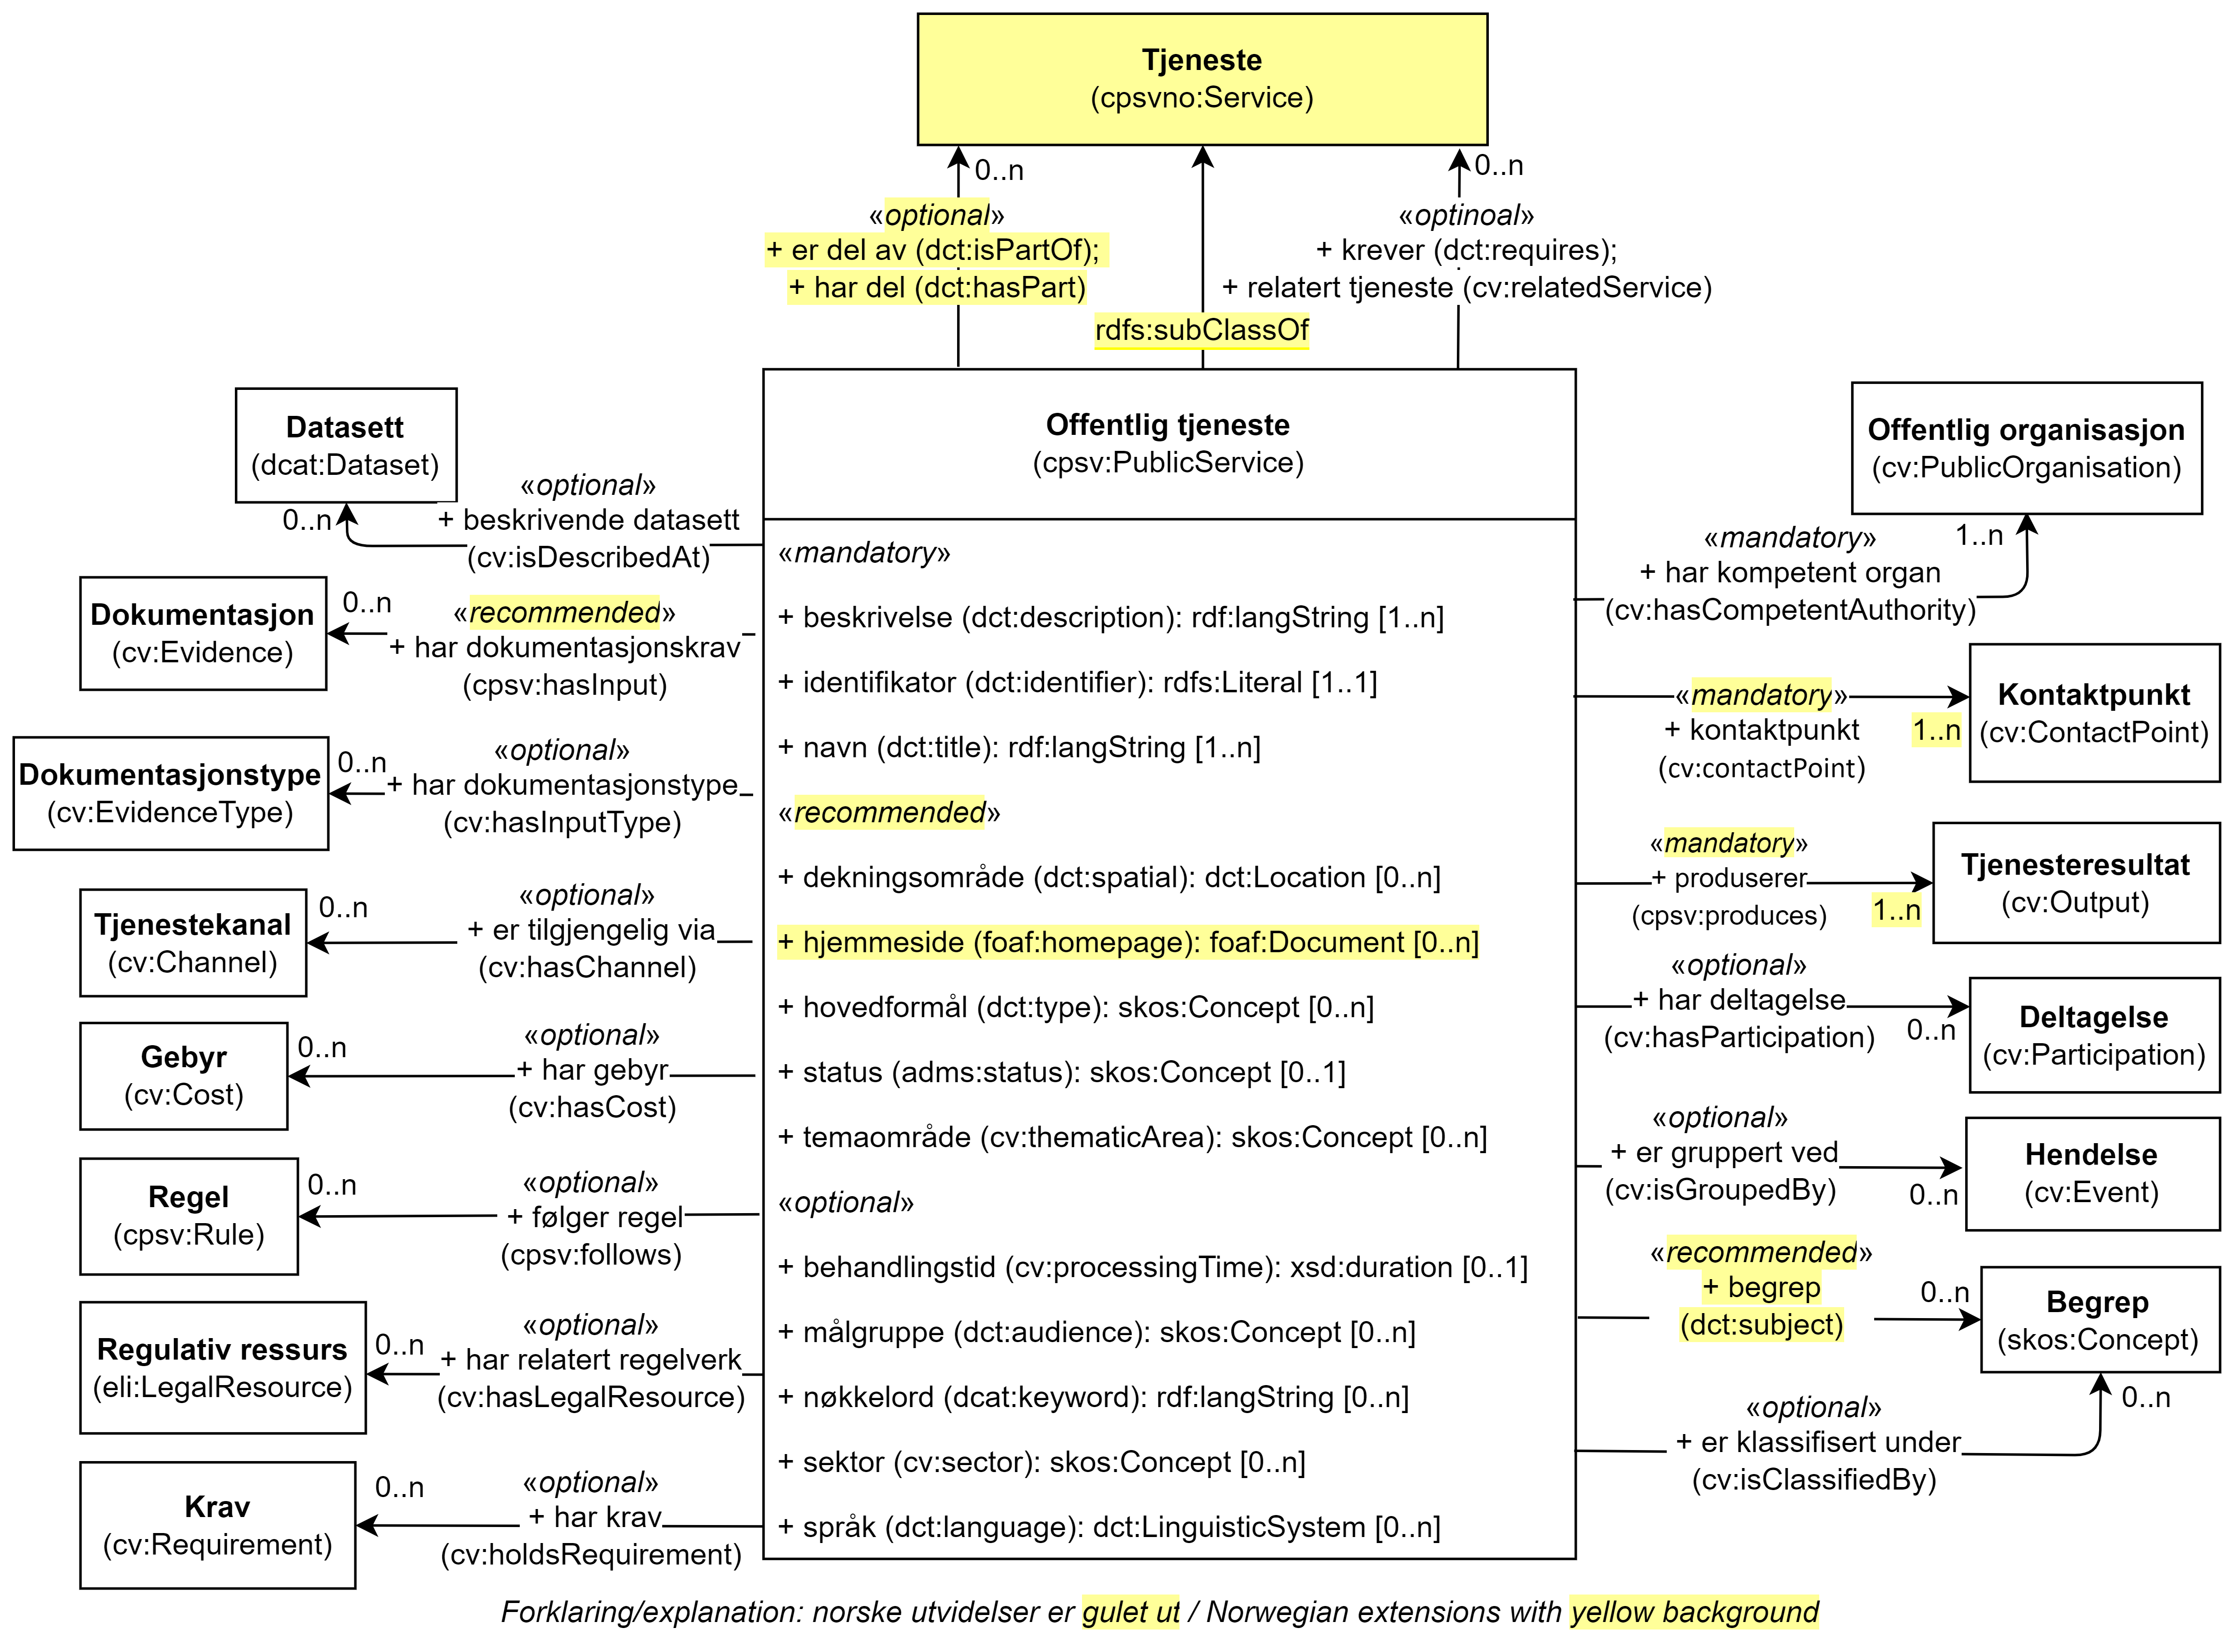 Tjeneste
(cpsvno:Service)
0..n
0..n
«optional»
+ er del av (dct:isPartOf);
+ har del (dct:hasPart)
rdfs:subClassOf
«optinoal»
+ krever (dct:requires);
+ relatert tjeneste (cv:relatedService)
Datasett
(dcat:Dataset)
0..n
«optional»
+ beskrivende datasett
(cv:isDescribedAt)
Dokumentasjon
(cv:Evidence)
0..n
«recommended»
+ har dokumentasjonskrav
(cpsv:hasInput)
Dokumentasjonstype
(cv:EvidenceType)
0..n
«optional»
+ har dokumentasjonstype
(cv:hasInputType)
Tjenestekanal
(cv:Channel)
0..n
«optional»
+ er tilgjengelig via
(cv:hasChannel)
Gebyr
(cv:Cost)
0..n
«optional»
+ har gebyr
(cv:hasCost)
Regel
(cpsv:Rule)
0..n
«optional»
+ følger regel
(cpsv:follows)
Regulativ ressurs
(eli:LegalResource)
0..n
«optional»
+ har relatert regelverk
(cv:hasLegalResource)
Krav
(cv:Requirement)
0..n
«optional»
+ har krav
(cv:holdsRequirement)
Offentlig tjeneste
(cpsv:PublicService)
«mandatory»
+ beskrivelse (dct:description): rdf:langString [1..n]
+ identifikator (dct:identifier): rdfs:Literal [1..1]
+ navn (dct:title): rdf:langString [1..n]
«recommended»
+ dekningsområde (dct:spatial): dct:Location [0..n]
+ hjemmeside (foaf:homepage): foaf:Document [0..n]
+ hovedformål (dct:type): skos:Concept [0..n]
+ status (adms:status): skos:Concept [0..1]
+ temaområde (cv:thematicArea): skos:Concept [0..n]
«optional»
+ behandlingstid (cv:processingTime): xsd:duration [0..1]
+ målgruppe (dct:audience): skos:Concept [0..n]
+ nøkkelord (dcat:keyword): rdf:langString [0..n]
+ sektor (cv:sector): skos:Concept [0..n]
+ språk (dct:language): dct:LinguisticSystem [0..n]
Offentlig organisasjon
(cv:PublicOrganisation)
1..n
«mandatory»
+ har kompetent organ
(cv:hasCompetentAuthority)
«mandatory»
+ kontaktpunkt
(cv:contactPoint)
1..n
Kontaktpunkt
(cv:ContactPoint)
«mandatory»
+ produserer
(cpsv:produces)
1..n
Tjenesteresultat
(cv:Output)
«optional»
+ har deltagelse
(cv:hasParticipation)
0..n
Deltagelse
(cv:Participation)
«optional»
+ er gruppert ved
(cv:isGroupedBy)
0..n
Hendelse
(cv:Event)
«recommended»
+ begrep
(dct:subject)
0..n
Begrep
(skos:Concept)
«optional»
+ er klassifisert under
(cv:isClassifiedBy)
0..n
Forklaring/explanation: norske utvidelser er gulet ut / Norwegian extensions with yellow background